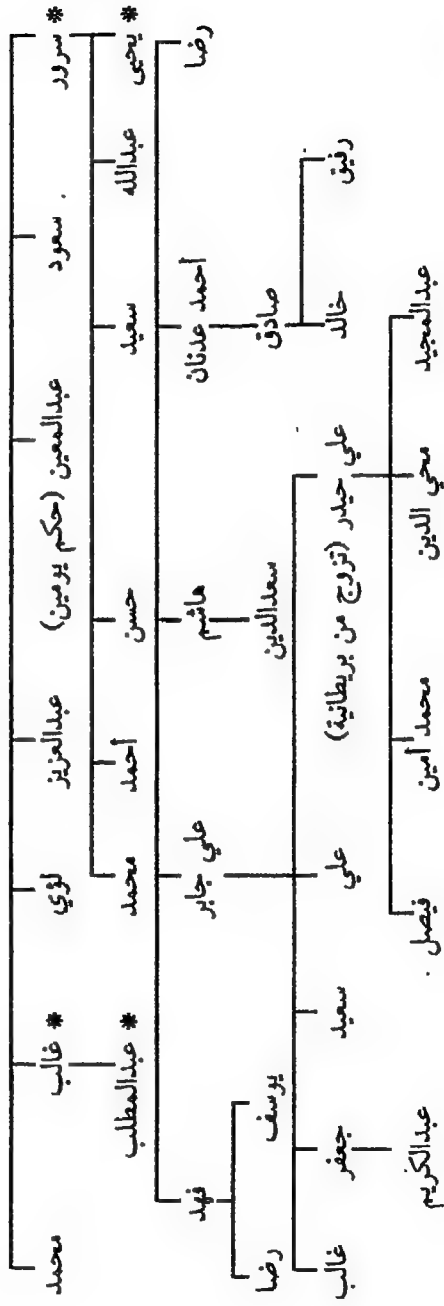 * سرور سعود عبدالمعين (حكم يومين) عبدالعزيز لؤي * غالب محمد
* يحيى عبدالله سعيد حسن أحمد محمد * عبدالمطلب
رضا أحمد عدنان هاشم علي جابر فهد
صادق سعدالدين يوسف رضا
رفيق خالد علي حيدر (تزوج من بريطانية) علي سعيد جعفر غالب
عبدالمجيد محي الدين محمد أمين فيصل عبدالكريم